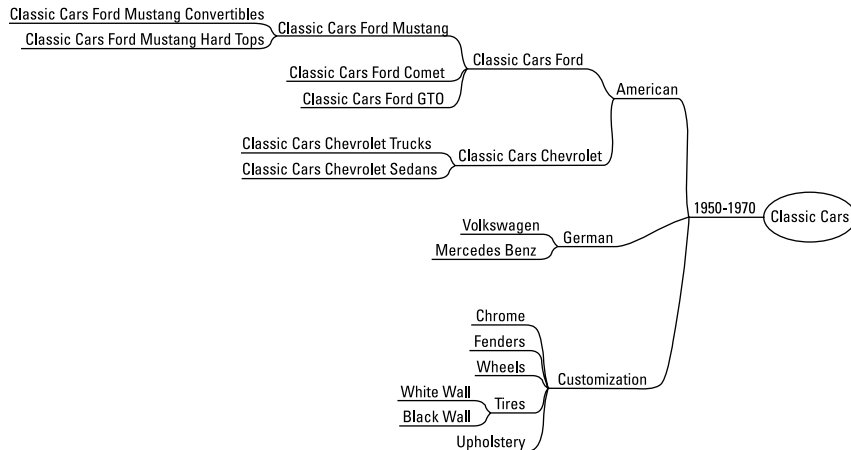 Classic Cars Ford Mustang Convertibles
Classic Cars Ford Mustang
Classic Cars Ford Mustang Hard Tops
Classic Cars Ford
Classic Cars Ford Comet
American
Classic Cars Ford GTO
Classic Cars Chevrolet Trucks
Classic Cars Chevrolet
Classic Cars Chevrolet Sedans
1950-1970
Classic Cars
Volkswagen
German
Mercedes Benz
Chrome
Fenders
Wheels
Customization
White Wall
Tires
Black Wall
Upholstery